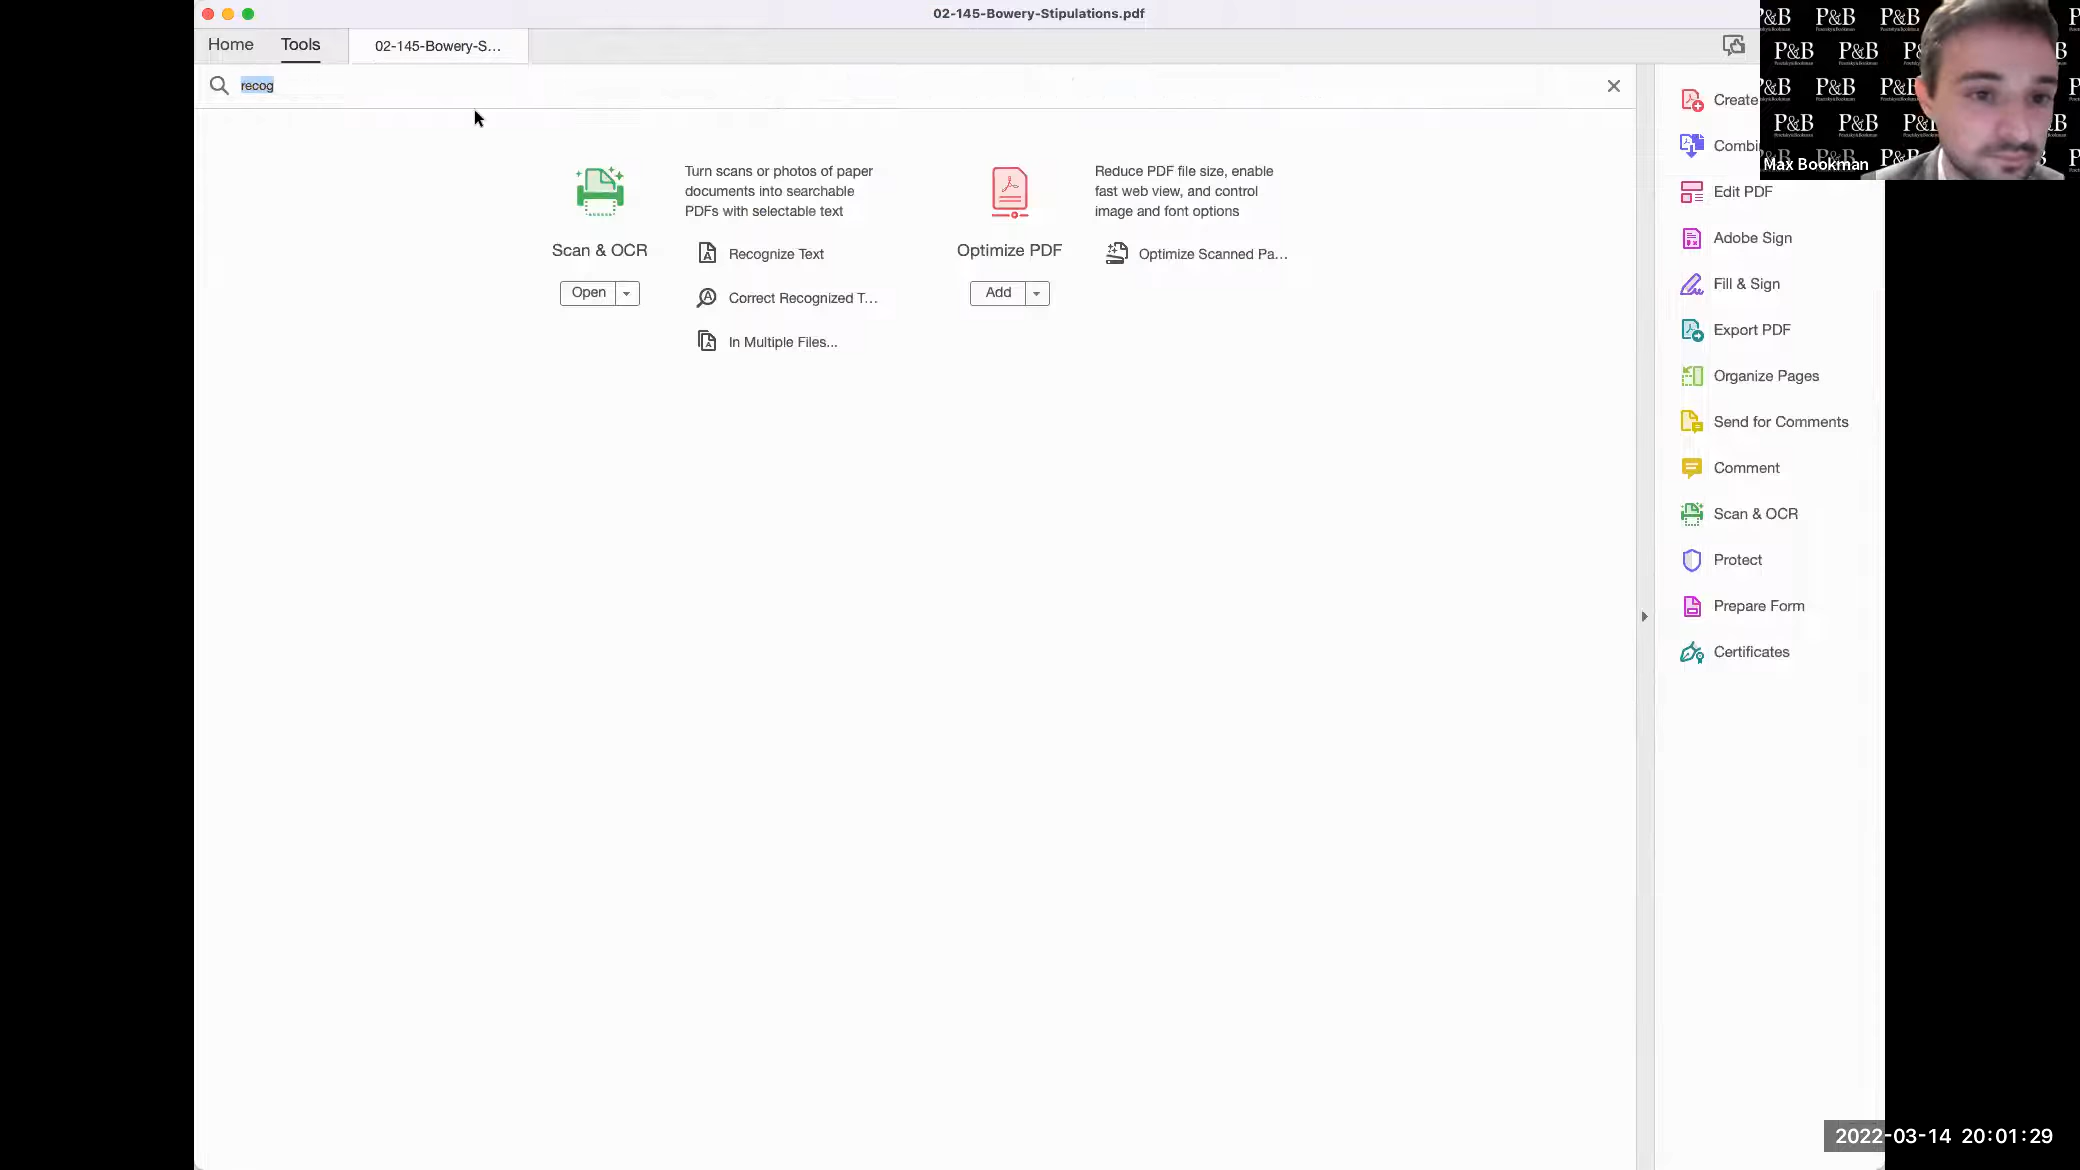 02-145-Bowery-Stipulations.pdf
Home
Tools
02-145-Bowery-S...
recog
Turn scans or photos of paper
documents into searchable
PDFs with selectable text
Scan & OCR
Open
Recognize Text
Correct Recognized T...
In Multiple Files...
Reduce PDF file size, enable
fast web view, and control
image and font options
Optimize PDF
Add
Optimize Scanned Pa...
Create
Combi
Edit PDF
Adobe Sign
Fill & Sign
Export PDF
Organize Pages
Send for Comments
Comment
Scan & OCR
Protect
Prepare Form
Certificates
P&B P&B P&B
P&B P&B
P&B P&B P&B
P&B P&B P&B
Max Bookman
2022-03-14 20:01:29